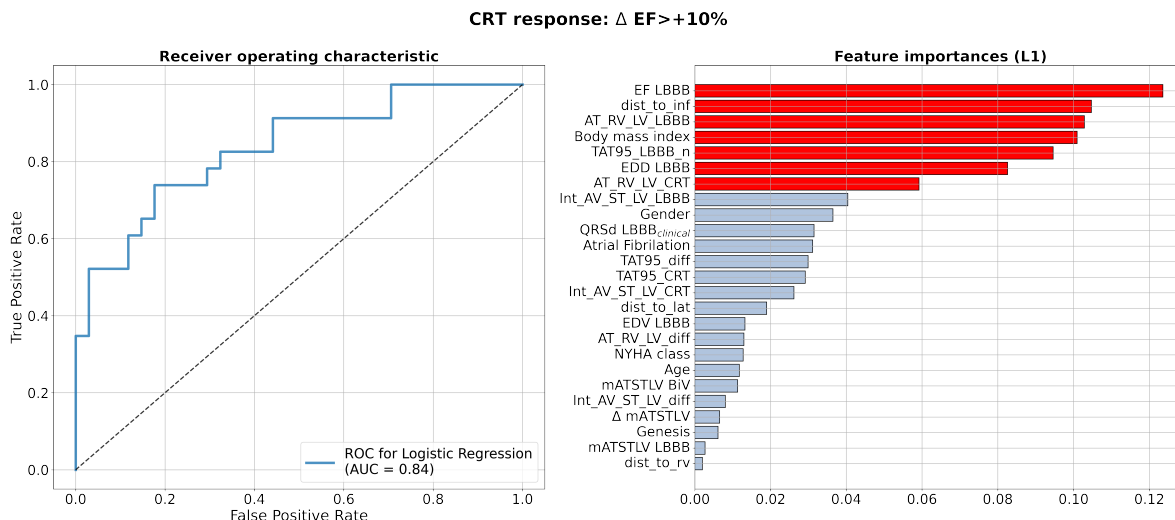 CRT response: Δ EF>+10%
Receiver operating characteristic
1.0
0.8
0.6
0.4
0.2
0.0
True Positive Rate
0.0
0.2
0.4
0.6
0.8
1.0
False Positive Rate
ROC for Logistic Regression
(AUC = 0.84)
Feature importances (L1)
EF LBBB
dist_to_inf
AT_RV_LV_LBBB
Body mass index
TAT95_LBBB_n
EDD LBBB
AT_RV_LV_CRT
Int_AV_ST_LV_LBBB
Gender
QRSd LBBB_clinical
Atrial Fibrilation
TAT95_diff
TAT95_CRT
Int_AV_ST_LV_CRT
dist_to_lat
EDV LBBB
AT_RV_LV_diff
NYHA class
Age
mATSTLV BiV
Int_AV_ST_LV_diff
Δ mATSTLV
Genesis
mATSTLV LBBB
dist_to_rv
0.00
0.02
0.04
0.06
0.08
0.10
0.12